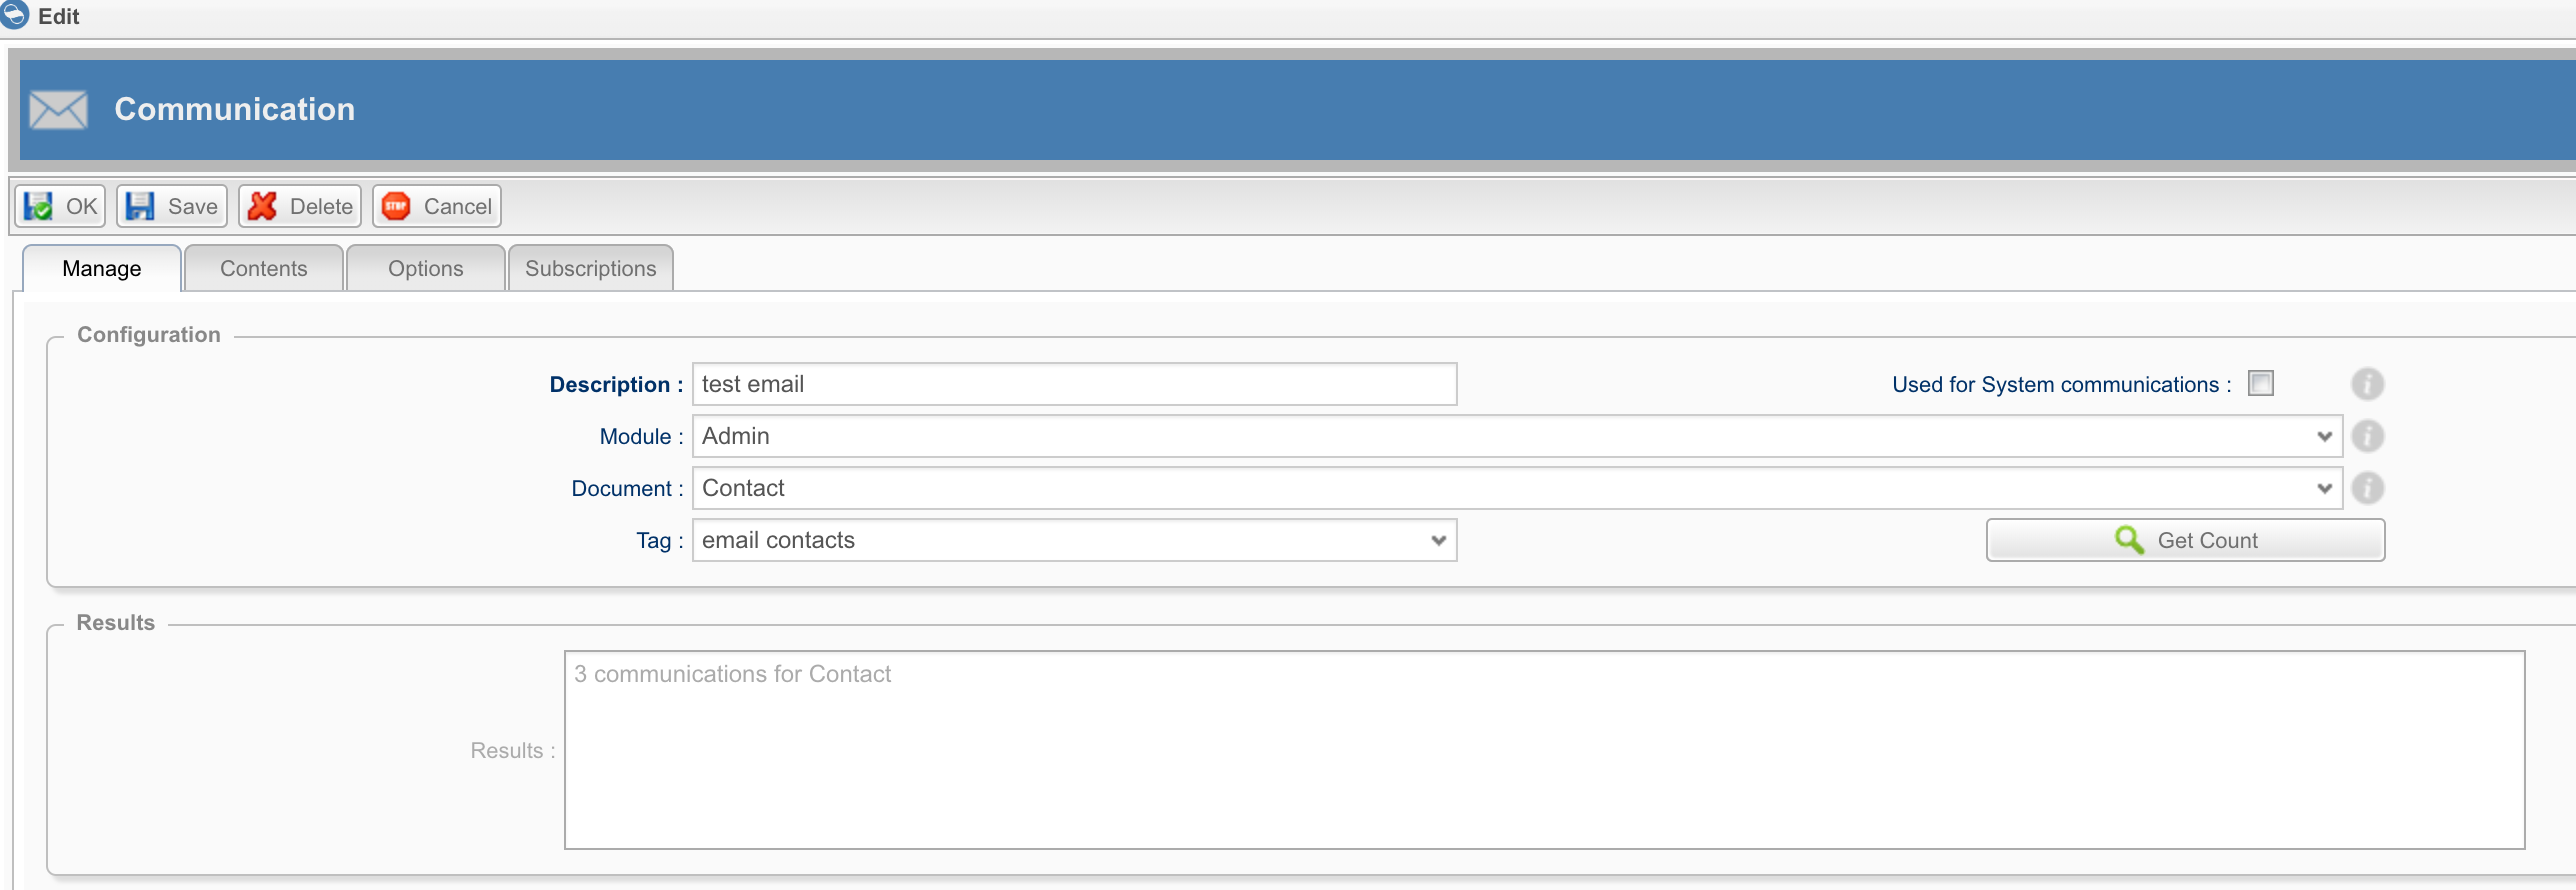 Edit
Communication
OK Save Delete STOP Cancel
Manage Contents Options Subscriptions
Configuration
Description : test email Used for System communications : i
Module : Admin i
Document : Contact i
Tag : email contacts Get Count
Results
3 communications for Contact
Results :